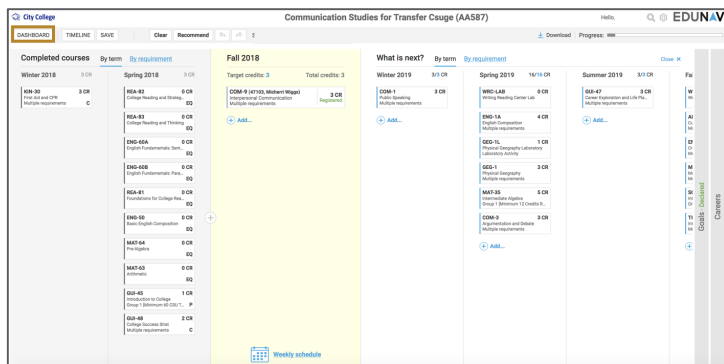 City College
Communication Studies for Transfer Csuge (AA587)
Hello,
EDUNAV
DASHBOARD
TIMELINE
SAVE
Clear
Recommend
Download
Progress:
Completed courses
By term
By requirement
Winter 2018
3 CR
Spring 2018
3 CR
KIN-30
3 CR
First Aid and CPR
Multiple requirements
C
REA-82
0 CR
College Reading and Strateg..
EQ
REA-83
0 CR
College Reading and Thinking
EQ
ENG-60A
0 CR
English Fundamentals: Sent...
EQ
ENG-60B
0 CR
English Fundamentals: Para...
EQ
REA-81
0 CR
Foundations for College Rea...
EQ
ENG-50
0 CR
Basic English Composition
EQ
MAT-64
0 CR
Pre-Algebra
EQ
MAT-63
0 CR
Arithmetic
EQ
GUI-45
1 CR
Introduction to College
Group 1 [Minimum 60 CSU T...
P
GUI-48
2 CR
College Success Strat
Multiple requirements
C
Fall 2018
Target credits: 3
Total credits: 3
COM-9 (47103, Micherri Wiggs)
Interpersonal Communication
Multiple requirements
3 CR
Registered
Add...
Weekly schedule
What is next?
By term
By requirement
Close ×
Winter 2019
3/3 CR
COM-1
3 CR
Public Speaking
Multiple requirements
Add...
Spring 2019
16/16 CR
WRC-LAB
0 CR
Writing Reading Center Lab
ENG-1A
4 CR
English Composition
Multiple requirements
GEG-1L
1 CR
Physical Geography Laboratory
Laboratory Activity
GEG-1
3 CR
Physical Geography
Multiple requirements
MAT-35
5 CR
Intermediate Algebra
Group 1 [Minimum 12 Credits R...
COM-3
3 CR
Argumentation and Debate
Multiple requirements
Add...
Summer 2019
3/3 CR
GUI-47
3 CR
Career Exploration and Life Pla..
Multiple requirements
Add...
Fal
Goals - Declared
Careers